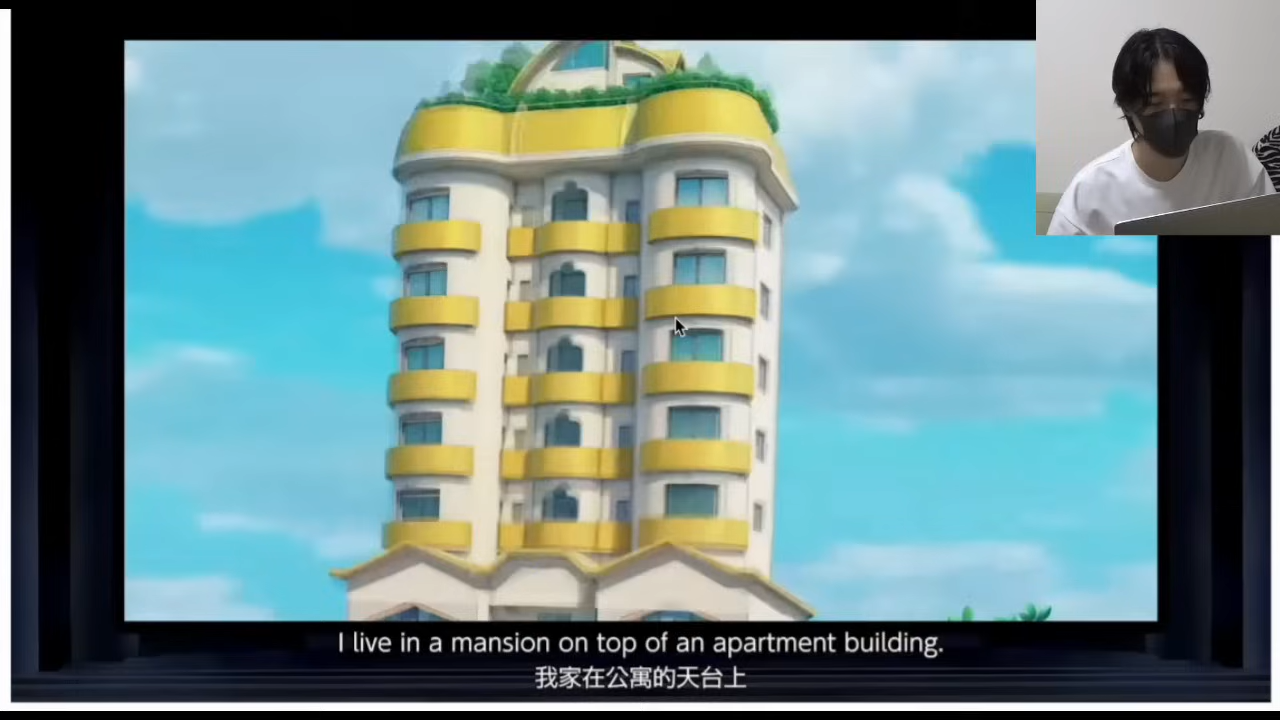 I live in a mansion on top of an apartment building.
我家在公寓的天台上